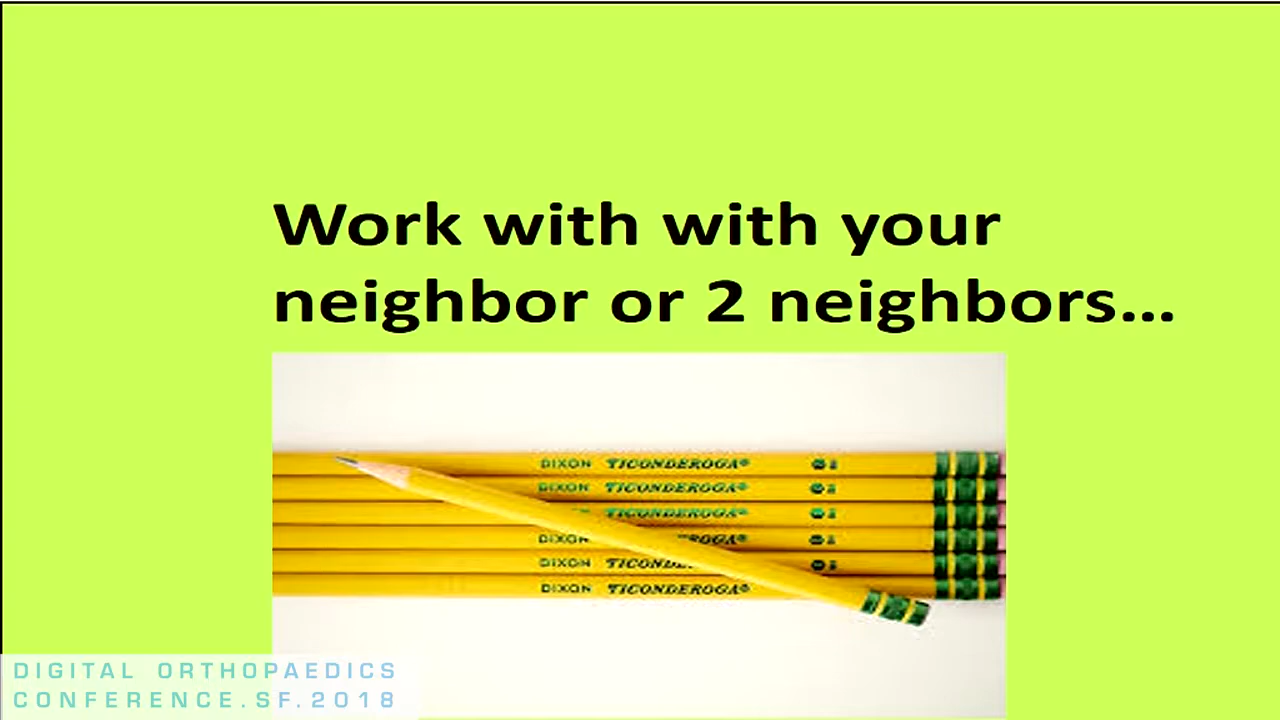 Work with with your
neighbor or 2 neighbors...
DIXON TICONDEROGA®
DIXON TICONDEROGA®
DIXON TICONDEROGA®
DIXON
DIXON TICOND
DIXON TICONDEROGA®
DIGITAL ORTHOPAEDICS
CONFERENCE.SF.2018